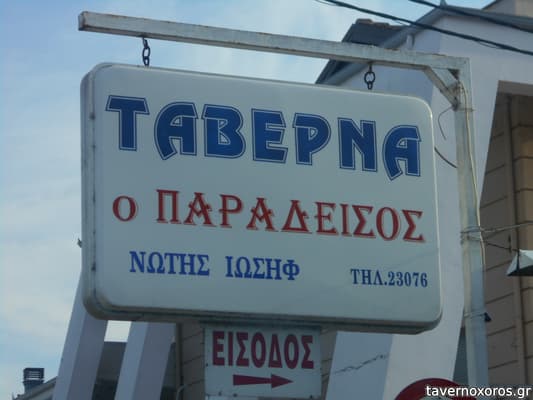 ΤΑΒΕΡΝΑ
Ο ΠΑΡΑΔΕΙΣΟΣ
ΝΩΤΗΣ ΙΩΣΗΦ ΤΗΛ.23076
ΕΙΣΟΔΟΣ
tavernoxoros.gr